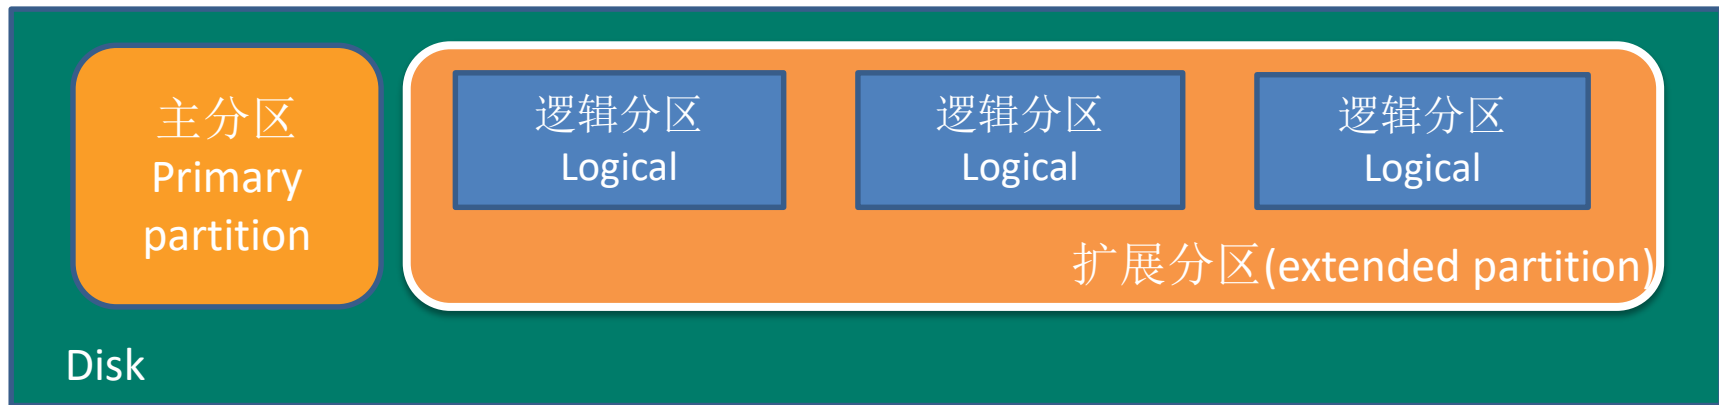 主分区
Primary
partition
逻辑分区
Logical
逻辑分区
Logical
逻辑分区
Logical
扩展分区(extended partition)
Disk